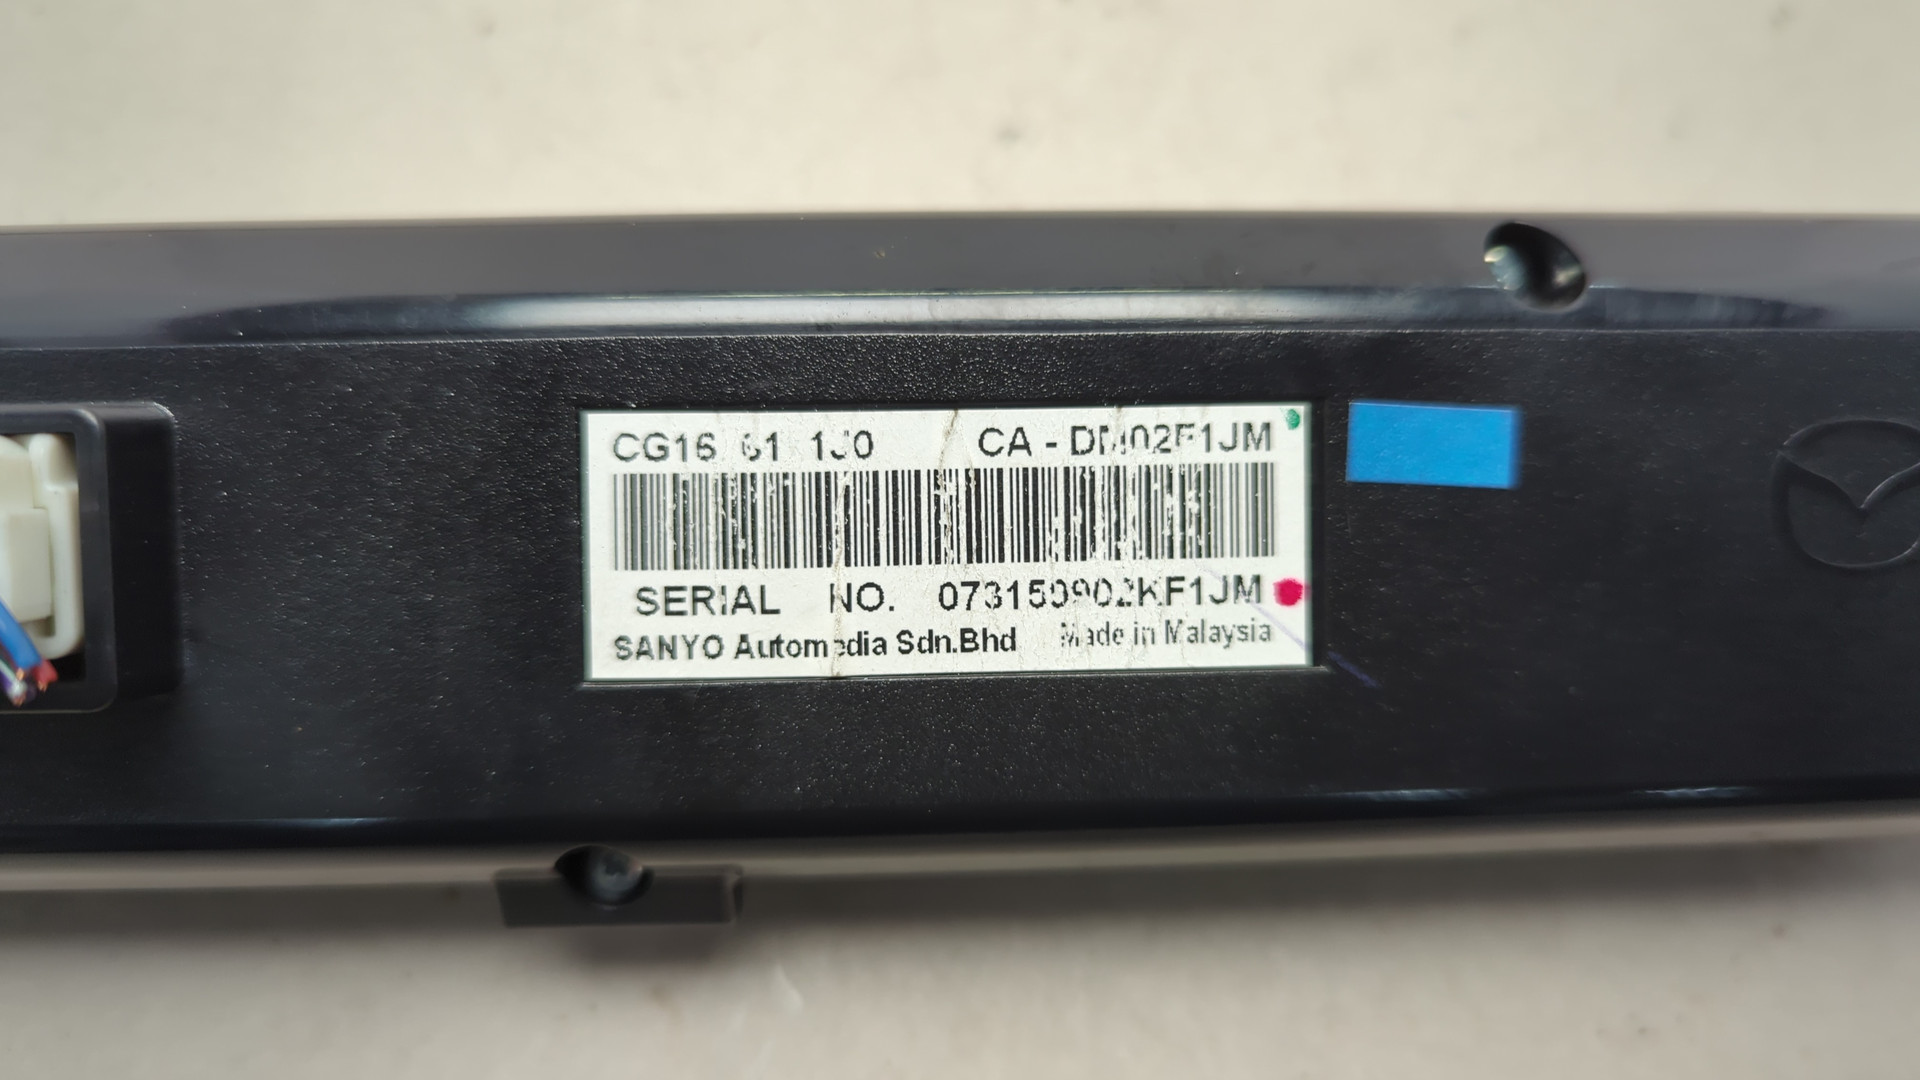 CG16 61 1J0 CA-DM02F1JM
SERIAL NO. 073150902KF1JM
SANYO Automedia Sdn.Bhd Made in Malaysia